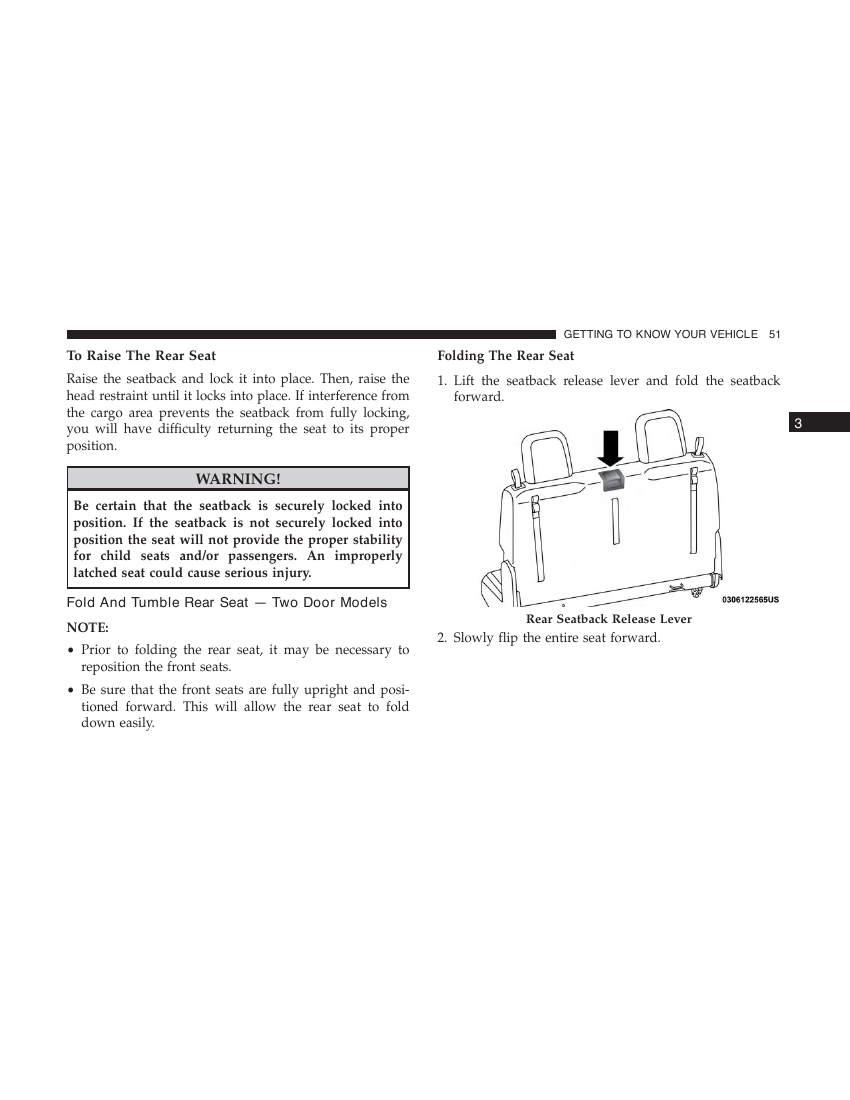 GETTING TO KNOW YOUR VEHICLE 51
To Raise The Rear Seat
Raise the seatback and lock it into place. Then, raise the
head restraint until it locks into place. If interference from
the cargo area prevents the seatback from fully locking,
you will have difficulty returning the seat to its proper
position.
WARNING!
Be certain that the seatback is securely locked into
position. If the seatback is not securely locked into
position the seat will not provide the proper stability
for child seats and/or passengers. An improperly
latched seat could cause serious injury.
Fold And Tumble Rear Seat — Two Door Models
NOTE:
• Prior to folding the rear seat, it may be necessary to
reposition the front seats.
• Be sure that the front seats are fully upright and posi-
tioned forward. This will allow the rear seat to fold
down easily.
Folding The Rear Seat
1. Lift the seatback release lever and fold the seatback
forward.
0306122565US
Rear Seatback Release Lever
2. Slowly flip the entire seat forward.
3